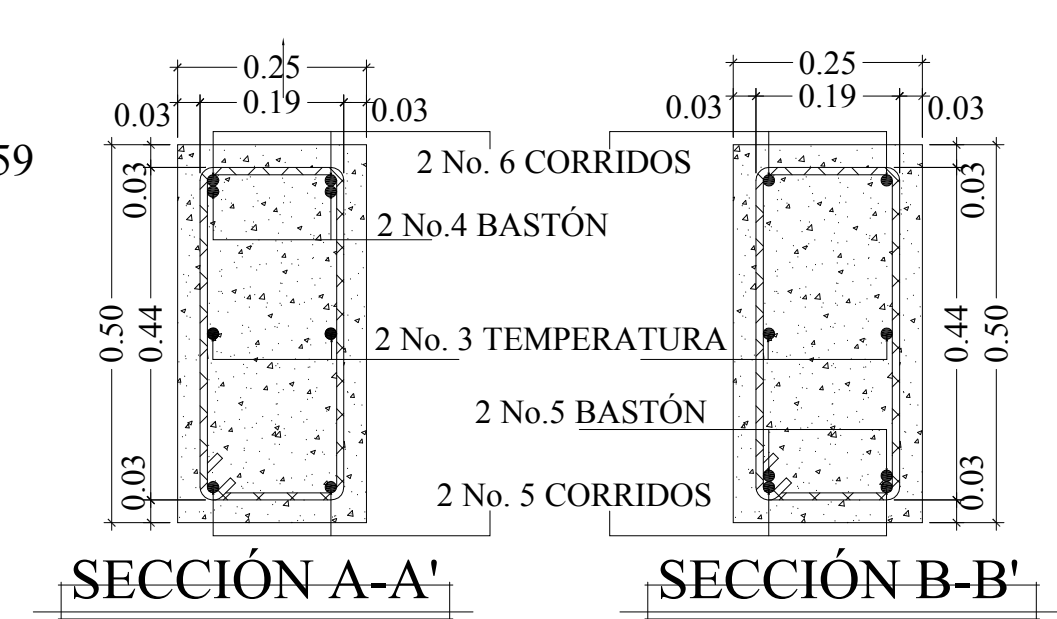 0.25
0.25
0.03 0.19 0.03
0.03 0.19 0.03
59
2 No. 6 CORRIDOS
0.03
0.03
2 No.4 BASTÓN
0.50
0.44
2 No. 3 TEMPERATURA
0.44
0.50
2 No.5 BASTÓN
0.03
0.03
2 No. 5 CORRIDOS
SECCIÓN A-A'
SECCIÓN B-B'